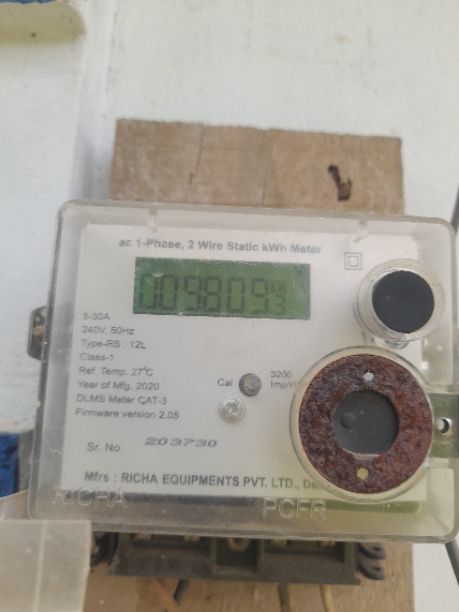 ac 1-Phase, 2 Wire Static kWh Meter
009809.3
5-30A
240V, 50Hz
Type-RS : 12L
Class-1
Ref. Temp. 27°C
Year of Mfg. 2020
DLMS Meter CAT-3
Firmware version 2.05
Cal
3200
Sr. No. 203730
Mfrs : RICHA EQUIPMENTS PVT. LTD.,
RICHA PCFR